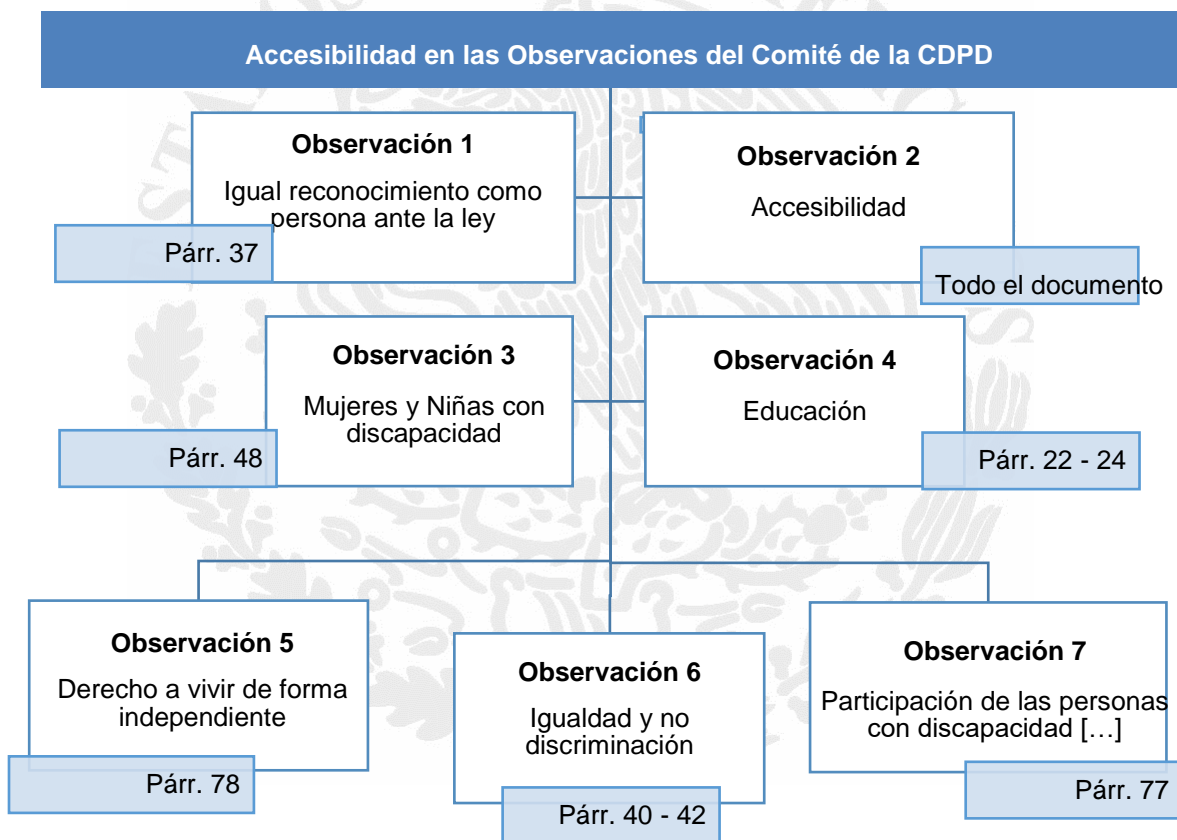 Accesibilidad en las Observaciones del Comité de la CDPD
Observación 1
Igual reconocimiento como
persona ante la ley
Párr. 37
Observación 2
Accesibilidad
Todo el documento
Observación 3
Mujeres y Niñas con
discapacidad
Párr. 48
Observación 4
Educación
Párr. 22 - 24
Observación 5
Derecho a vivir de forma
independiente
Párr. 78
Observación 6
Igualdad y no
discriminación
Párr. 40 - 42
Observación 7
Participación de las personas
con discapacidad […]
Párr. 77